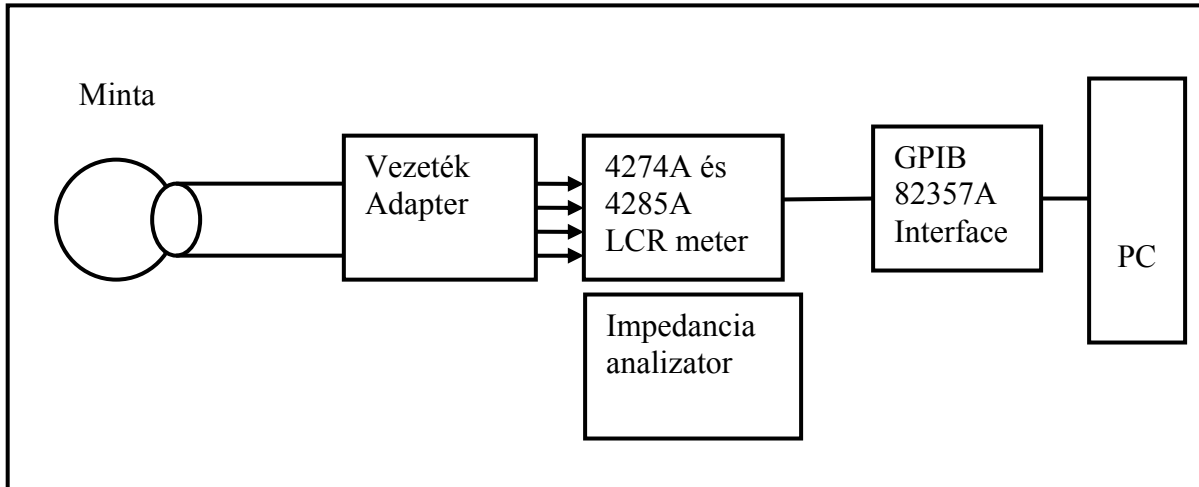 Minta
Vezeték
Adapter
4274A és
4285A
LCR meter
GPIB
82357A
Interface
PC
Impedancia
analizator